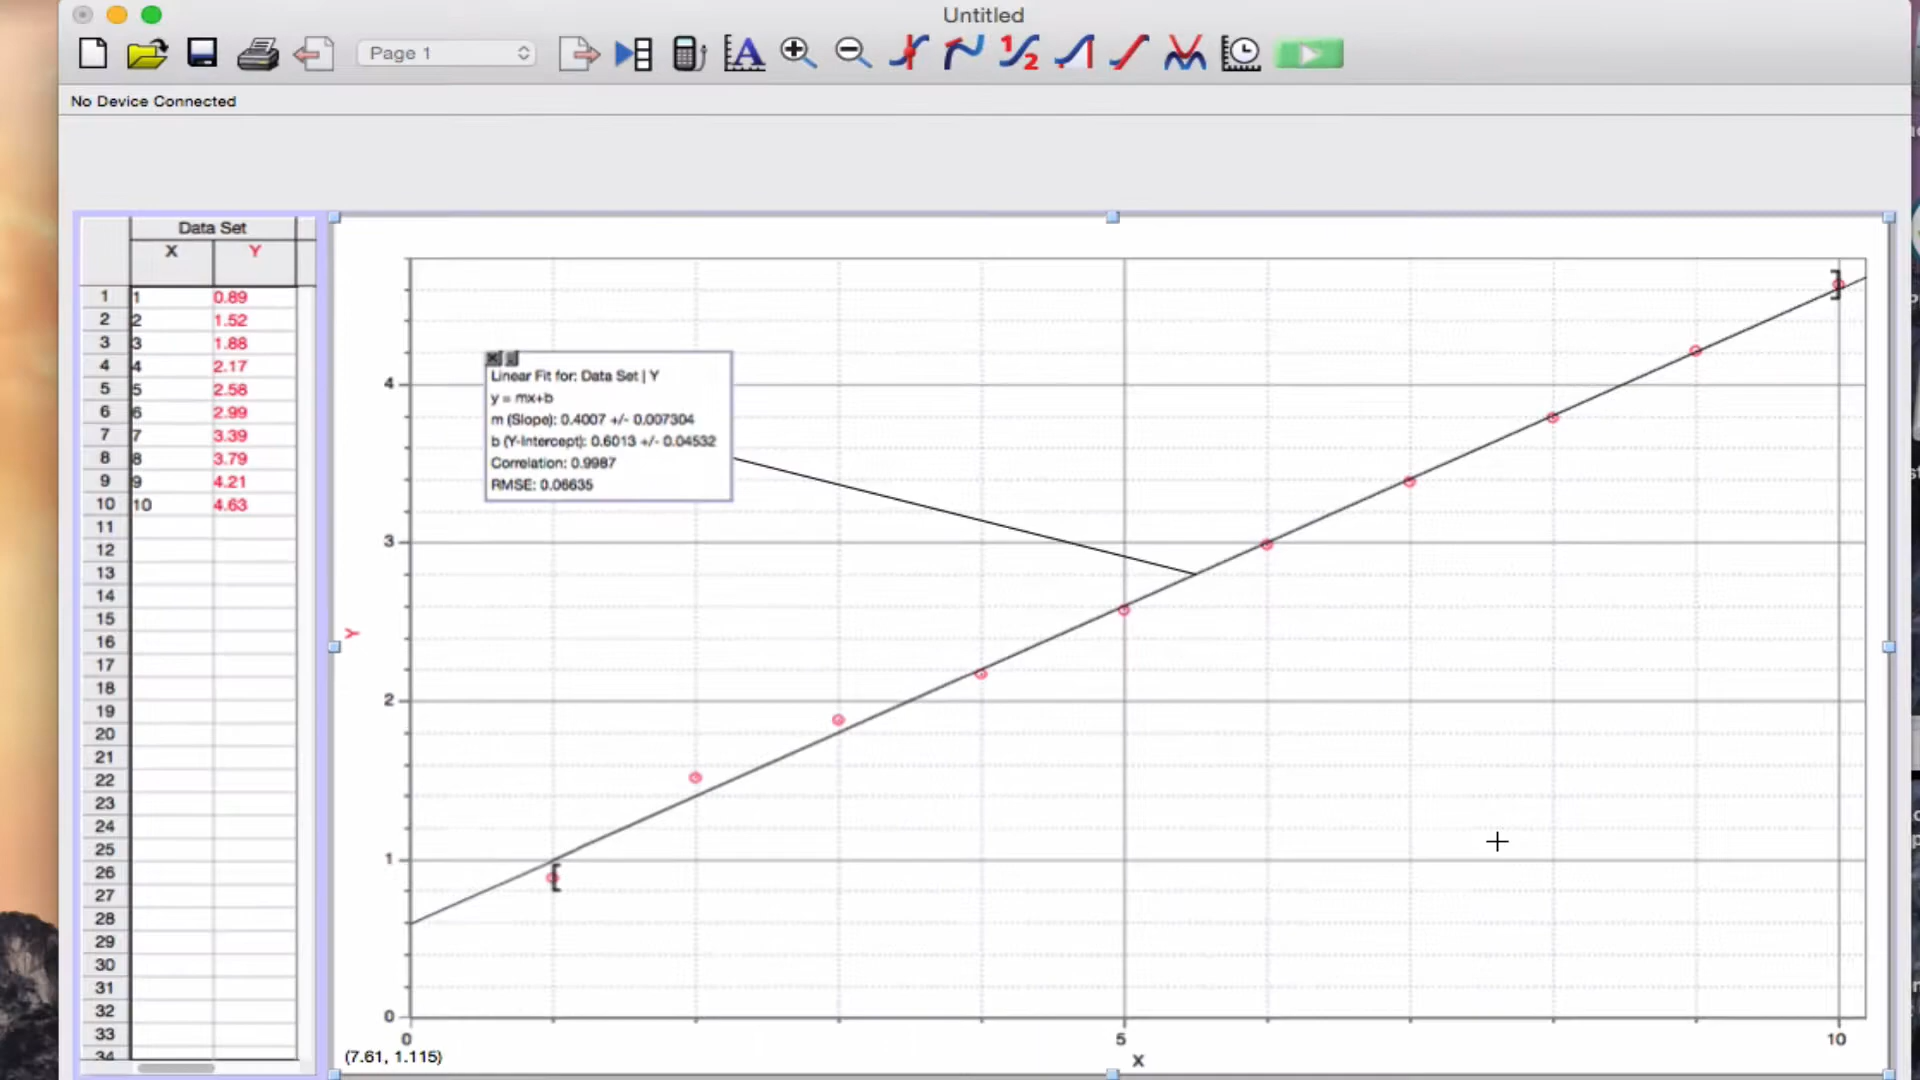 Untitled
Page 1
A
1/2
No Device Connected
Data Set
X Y
1 1 0.89
2 2 1.52
3 3 1.88
4 4 2.17
5 5 2.58
6 6 2.99
7 7 3.39
8 8 3.79
9 9 4.21
10 10 4.63
11
12
13
14
15
16
17
18
19
20
21
22
23
24
25
26
27
28
29
30
31
32
33
34
Linear Fit for: Data Set | Y
y = mx+b
m (Slope): 0.4007 +/- 0.007304
b (Y-Intercept): 0.6013 +/- 0.04532
Correlation: 0.9987
RMSE: 0.06635
4
3
2
1
0
Y
0 5 10
(7.61, 1.115)
X